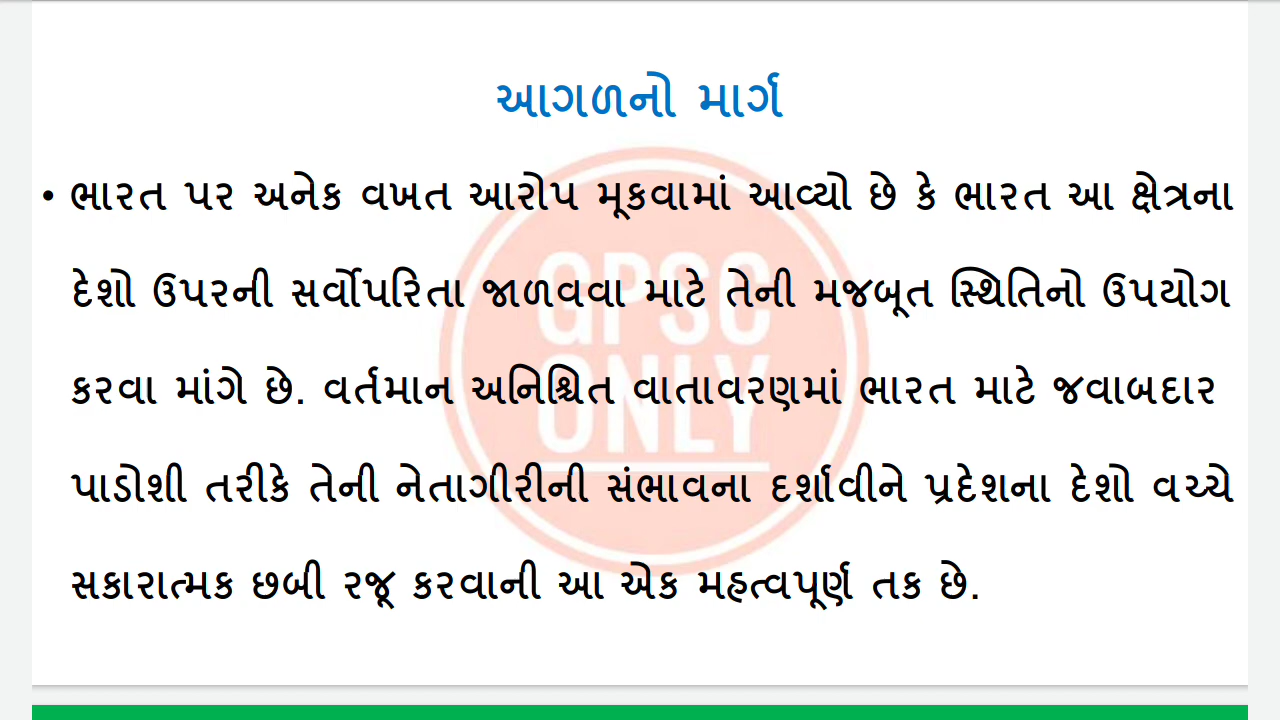 આગળનો માર્ગ
• ભારત પર અનેક વખત આરોપ મૂકવામાં આવ્યો છે કે ભારત આ ક્ષેત્રના
દેશો ઉપરની સર્વોપરિતા જાળવવા માટે તેની મજબૂત સ્થિતિનો ઉપયોગ
કરવા માંગે છે. વર્તમાન અનિશ્ચિત વાતાવરણમાં ભારત માટે જવાબદાર
પાડોશી તરીકે તેની નેતાગીરીની સંભાવના દર્શાવીને પ્રદેશના દેશો વચ્ચે
સકારાત્મક છબી રજૂ કરવાની આ એક મહત્વપૂર્ણ તક છે.
GPSC
ONLY